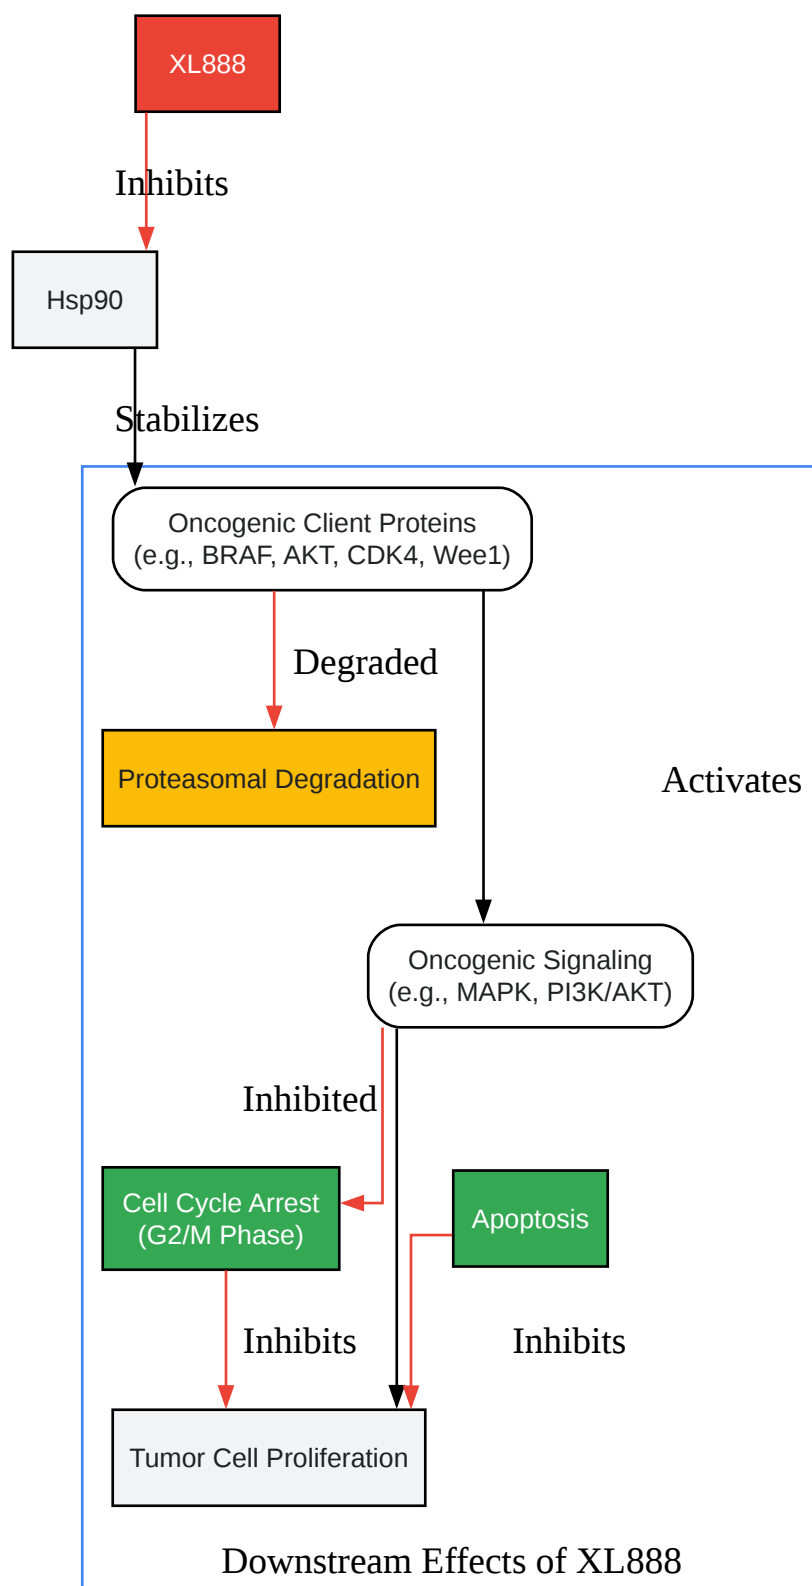 XL888
Inhibits
Hsp90
Stabilizes
Oncogenic Client Proteins
(e.g., BRAF, AKT, CDK4, Wee1)
Degraded
Proteasomal Degradation
Activates
Oncogenic Signaling
(e.g., MAPK, PI3K/AKT)
Inhibited
Cell Cycle Arrest
(G2/M Phase)
Apoptosis
Inhibits
Inhibits
Tumor Cell Proliferation
Downstream Effects of XL888